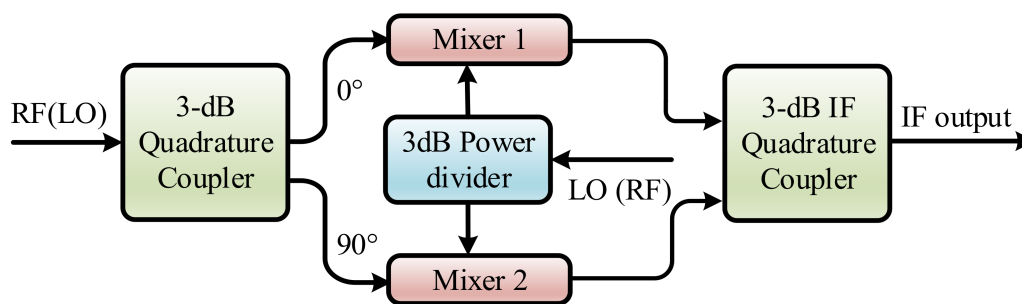 RF(LO)
3-dB
Quadrature
Coupler
0°
90°
Mixer 1
3dB Power
divider
LO (RF)
Mixer 2
3-dB IF
Quadrature
Coupler
IF output